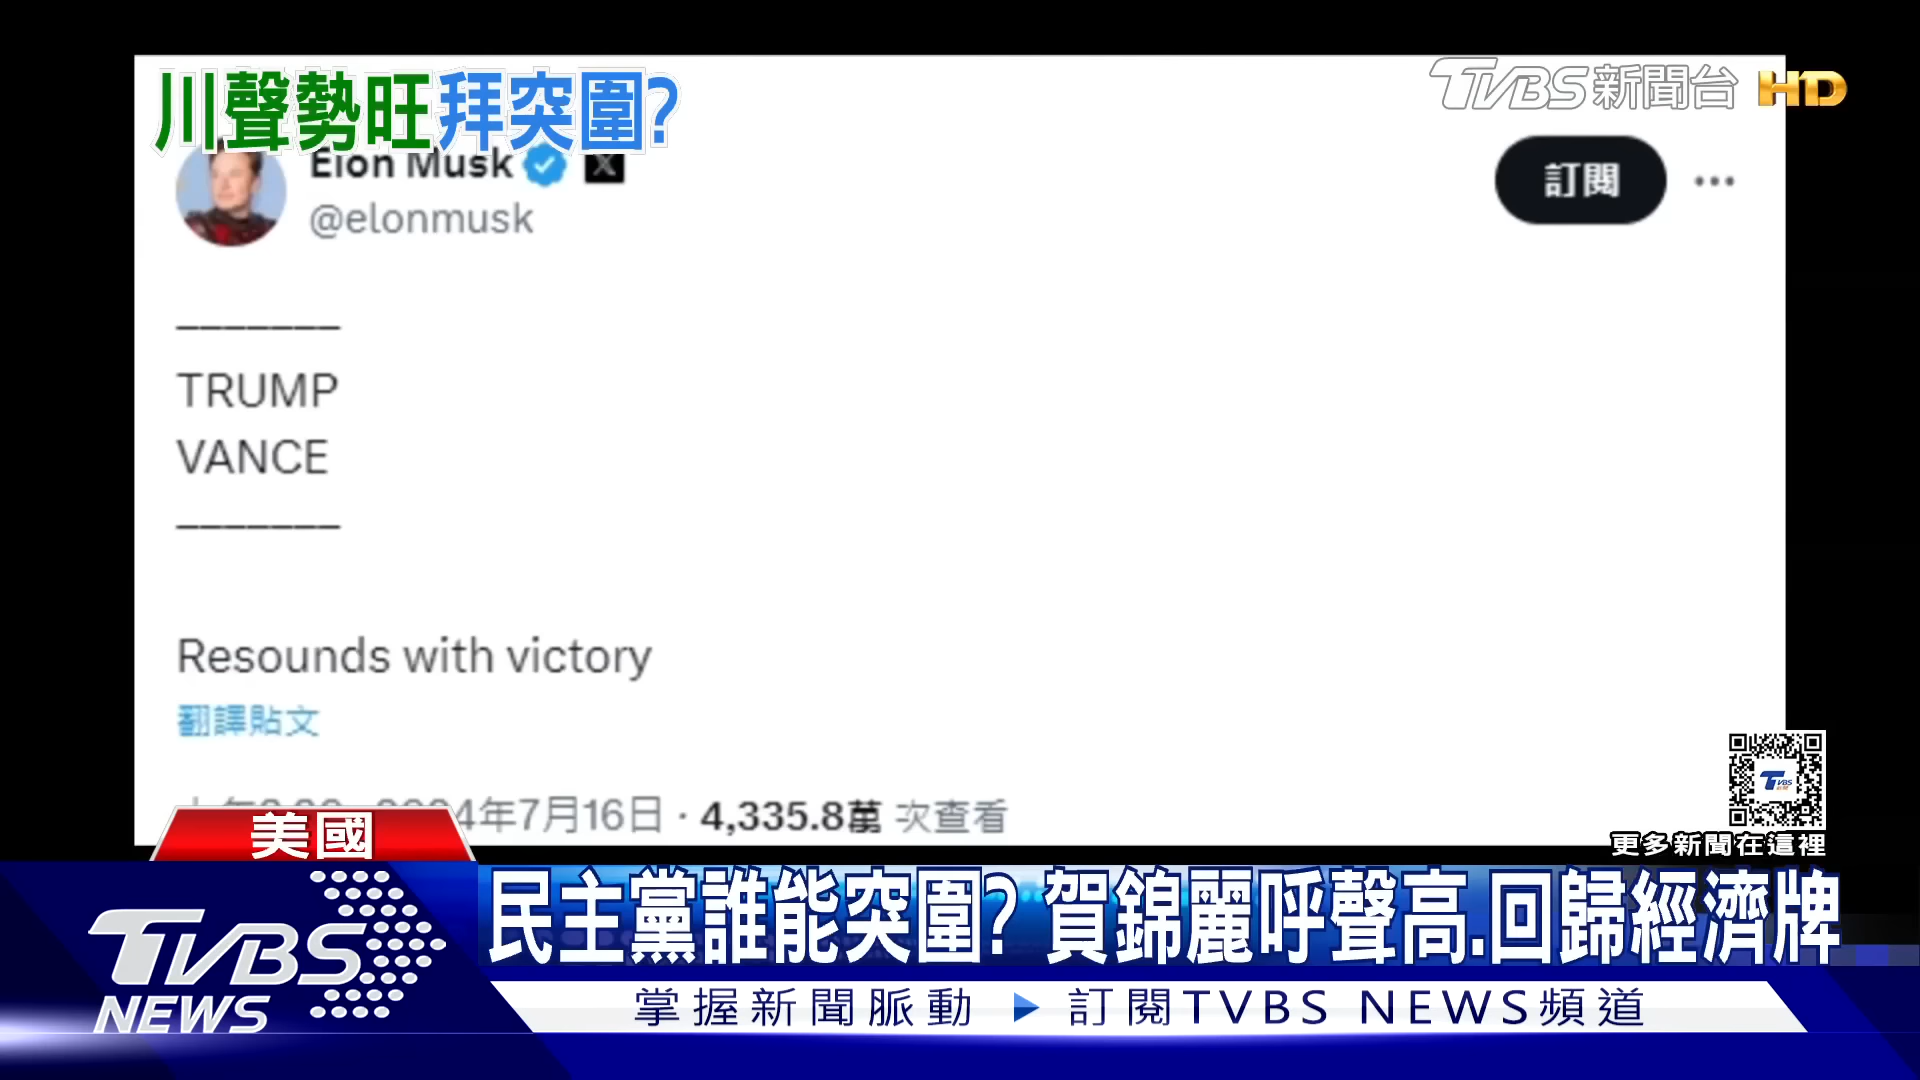 川聲勢旺拜突圍?
TVBS新聞台 HD
Elon Musk
@elonmusk
訂閱
TRUMP
VANCE
Resounds with victory
翻譯貼文
4年7月16日 · 4,335.8萬 次查看
TVBS
更多新聞在這裡
美國
民主黨誰能突圍? 賀錦麗呼聲高.回歸經濟牌
TVBS NEWS
掌握新聞脈動 ▶ 訂閱TVBS NEWS頻道